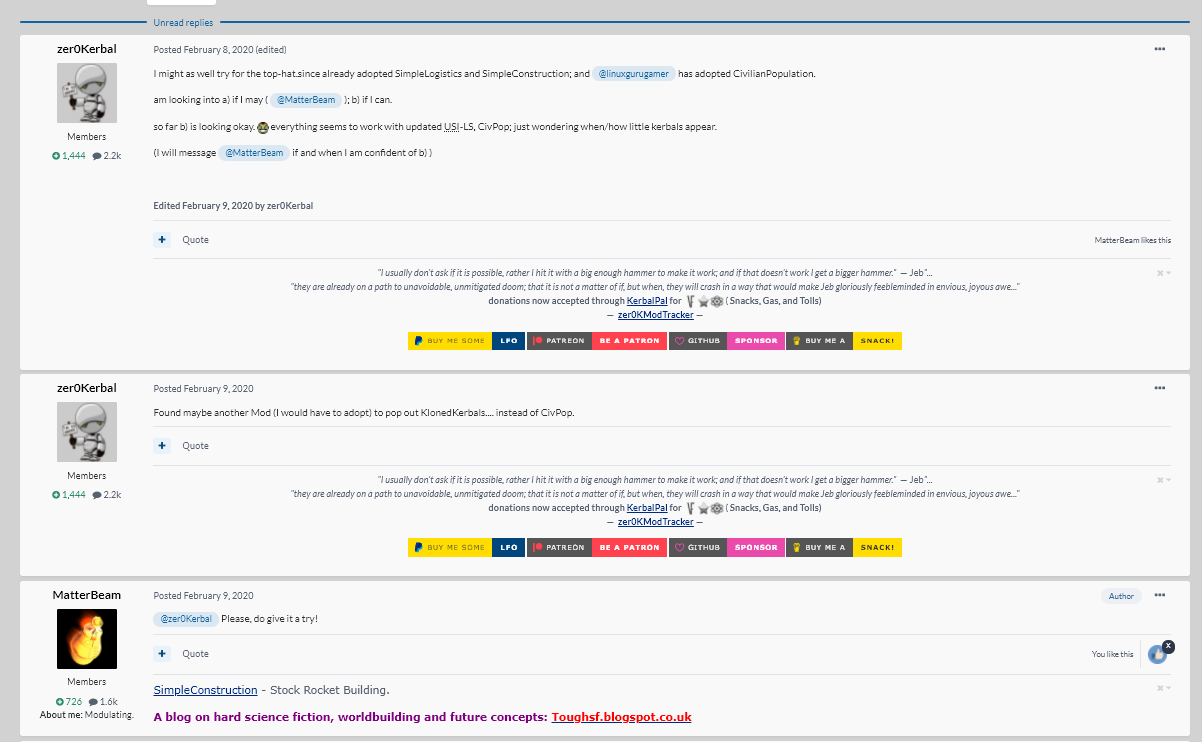 Unread replies
zer0Kerbal
Members
1,444 2.2k
Posted February 8, 2020 (edited)
I might as well try for the top-hat.since already adopted SimpleLogistics and SimpleConstruction; and @linuxgurugamer has adopted CivilianPopulation.
am looking into a) if I may ( @MatterBeam ); b) if I can.
so far b) is looking okay. everything seems to work with updated USI-LS, CivPop; just wondering when/how little kerbals appear.
(I will message @MatterBeam if and when I am confident of b) )
Edited February 9, 2020 by zer0Kerbal
+ Quote
MatterBeam likes this
"I usually don't ask if it is possible, rather I hit it with a big enough hammer to make it work; and if that doesn't work I get a bigger hammer." — Jeb"...
"they are already on a path to unavoidable, unmitigated doom; that it is not a matter of if, but when, they will crash in a way that would make Jeb gloriously feebleminded in envious, joyous awe..."
donations now accepted through KerbalPal for ( Snacks, Gas, and Tolls)
— zer0KModTracker —
BUY ME SOME LFO PATREON BE A PATRON GITHUB SPONSOR BUY ME A SNACK!
zer0Kerbal
Members
1,444 2.2k
Posted February 9, 2020
Found maybe another Mod (I would have to adopt) to pop out KlonedKerbals.... instead of CivPop.
+ Quote
"I usually don't ask if it is possible, rather I hit it with a big enough hammer to make it work; and if that doesn't work I get a bigger hammer." — Jeb"...
"they are already on a path to unavoidable, unmitigated doom; that it is not a matter of if, but when, they will crash in a way that would make Jeb gloriously feebleminded in envious, joyous awe..."
donations now accepted through KerbalPal for ( Snacks, Gas, and Tolls)
— zer0KModTracker —
BUY ME SOME LFO PATREON BE A PATRON GITHUB SPONSOR BUY ME A SNACK!
MatterBeam
Members
726 1.6k
About me: Modulating.
Posted February 9, 2020
Author
@zer0Kerbal Please, do give it a try!
+ Quote
You like this
x
SimpleConstruction - Stock Rocket Building.
A blog on hard science fiction, worldbuilding and future concepts: Toughsf.blogspot.co.uk